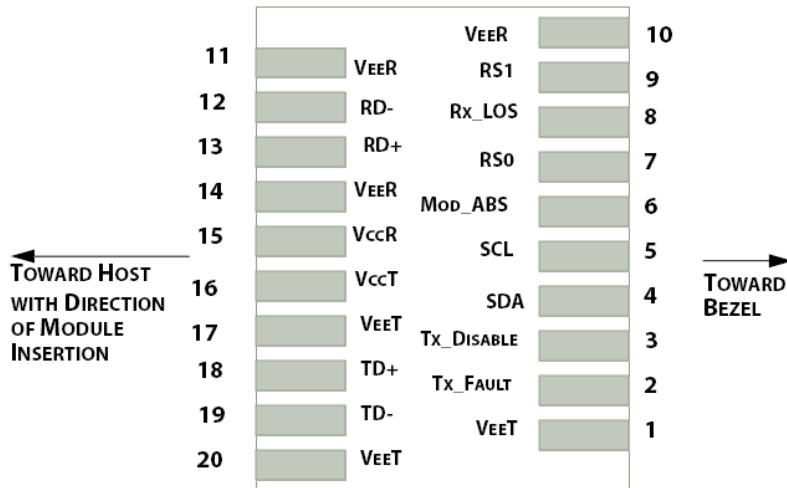 11 VEER
12 RD-
13 RD+
14 VEER
15 VCCR
16 VCCT
17 VEET
18 TD+
19 TD-
20 VEET
VEER 10
RS1 9
RX_LOS 8
RS0 7
MOD_ABS 6
SCL 5
SDA 4
TX_DISABLE 3
TX_FAULT 2
VEET 1
TOWARD HOST
WITH DIRECTION
OF MODULE
INSERTION
TOWARD
BEZEL